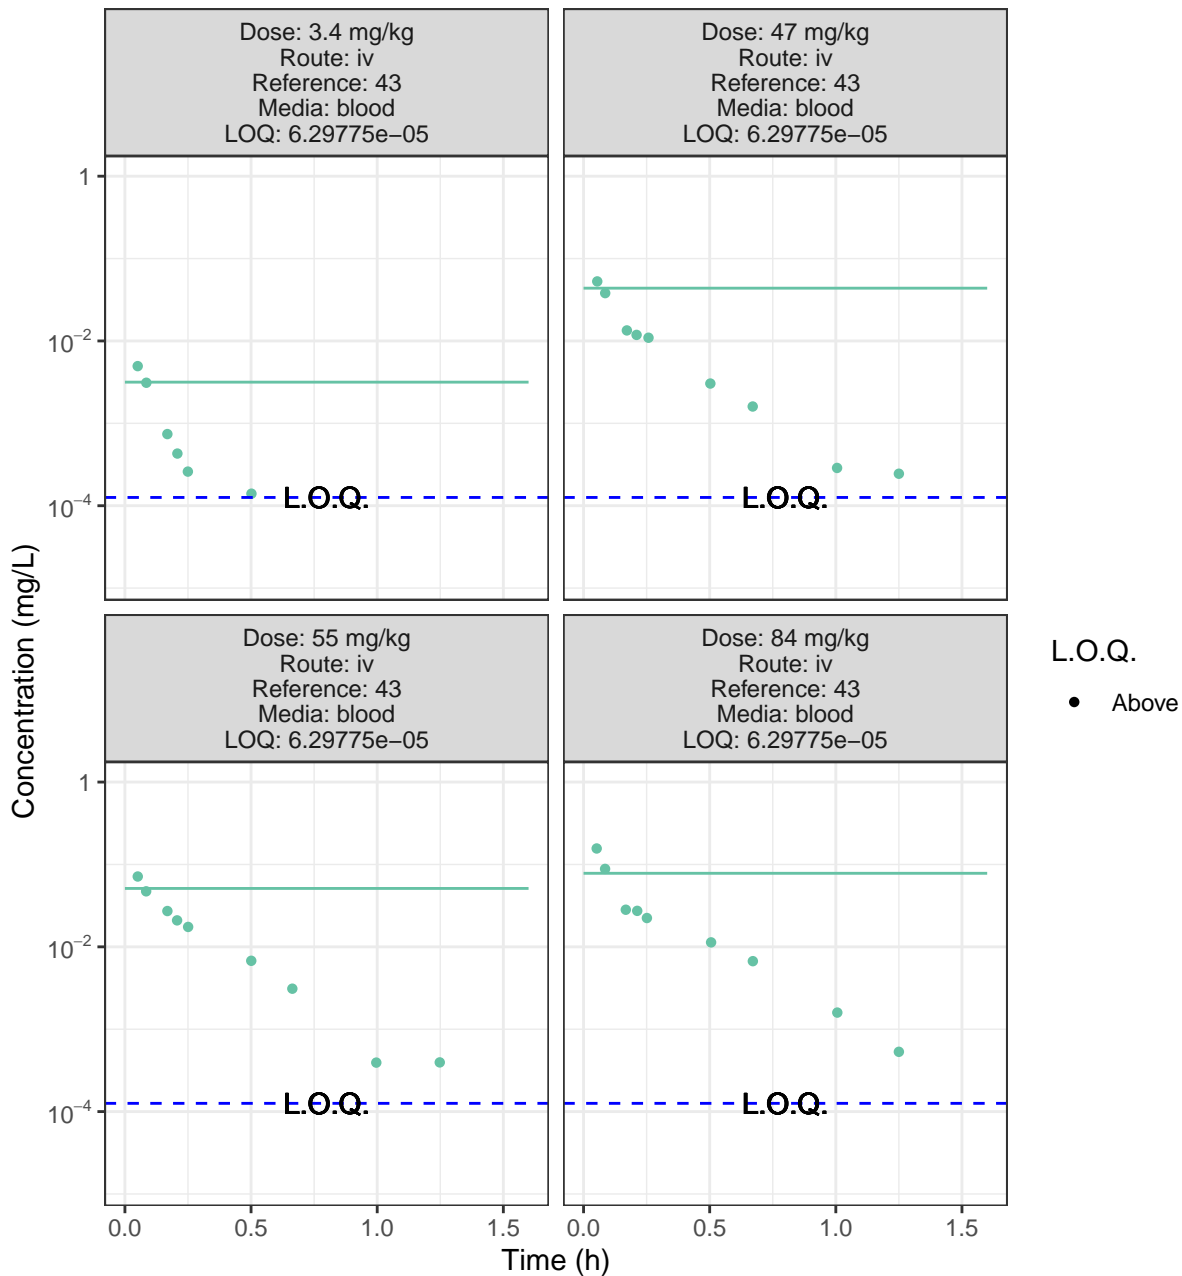 Dose: 3.4 mg/kg
Route: iv
Reference: 43
Media: blood
LOQ: 6.29775e−05
Dose: 47 mg/kg
Route: iv
Reference: 43
Media: blood
LOQ: 6.29775e−05
1
10⁻²
10⁻⁴
L.O.Q.
L.O.Q.
Concentration (mg/L)
Dose: 55 mg/kg
Route: iv
Reference: 43
Media: blood
LOQ: 6.29775e−05
Dose: 84 mg/kg
Route: iv
Reference: 43
Media: blood
LOQ: 6.29775e−05
L.O.Q.
Above
1
10⁻²
10⁻⁴
L.O.Q.
L.O.Q.
0.0 0.5 1.0 1.5
0.0 0.5 1.0 1.5
Time (h)